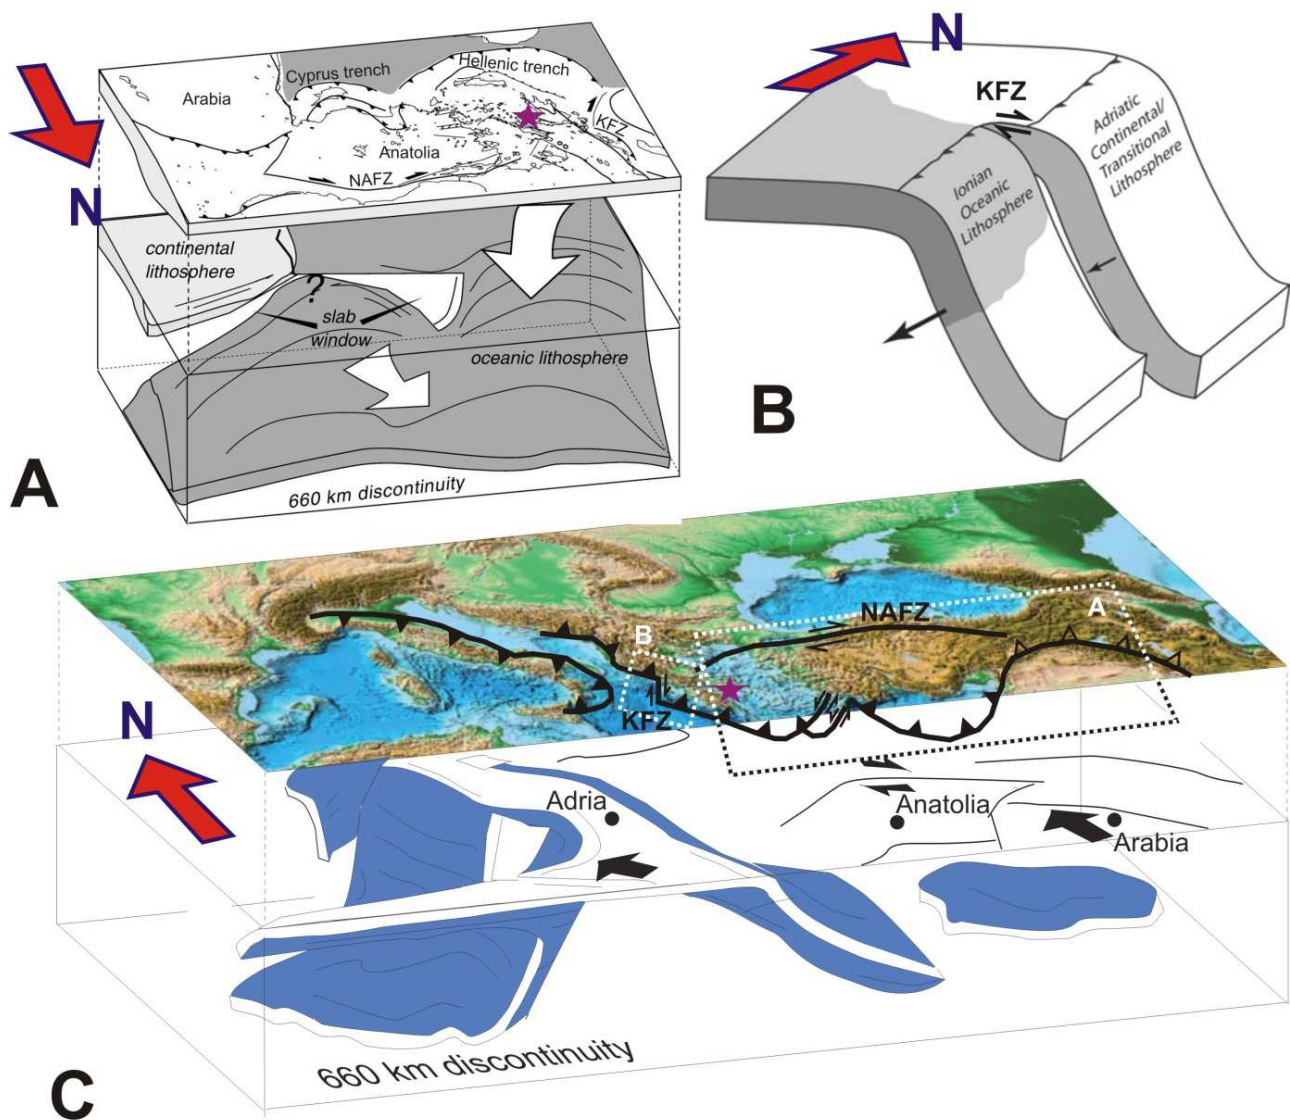 N
Cyprus trench
Hellenic trench
Arabia
KFZ
Anatolia
NAFZ
continental
lithosphere
?
slab
window
oceanic lithosphere
660 km discontinuity
A
N
KFZ
Adriatic
Continental/
Transitional
Lithosphere
Ionian
Oceanic
Lithosphere
B
N
NAFZ
A
B
KFZ
Adria
Anatolia
Arabia
660 km discontinuity
C